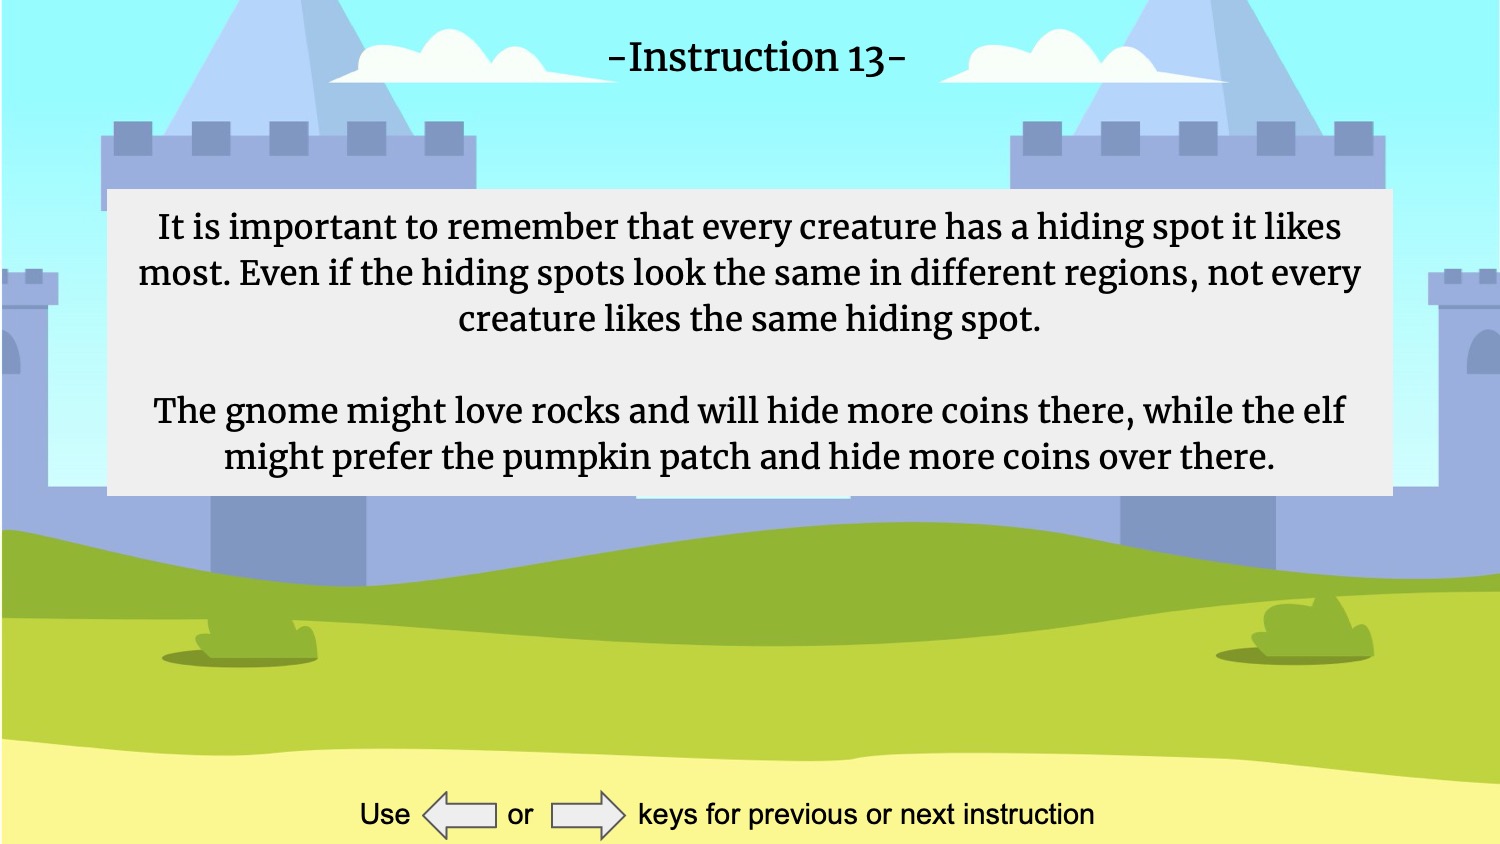 -Instruction 13-
It is important to remember that every creature has a hiding spot it likes
most. Even if the hiding spots look the same in different regions, not every
creature likes the same hiding spot.
The gnome might love rocks and will hide more coins there, while the elf
might prefer the pumpkin patch and hide more coins over there.
Use or keys for previous or next instruction